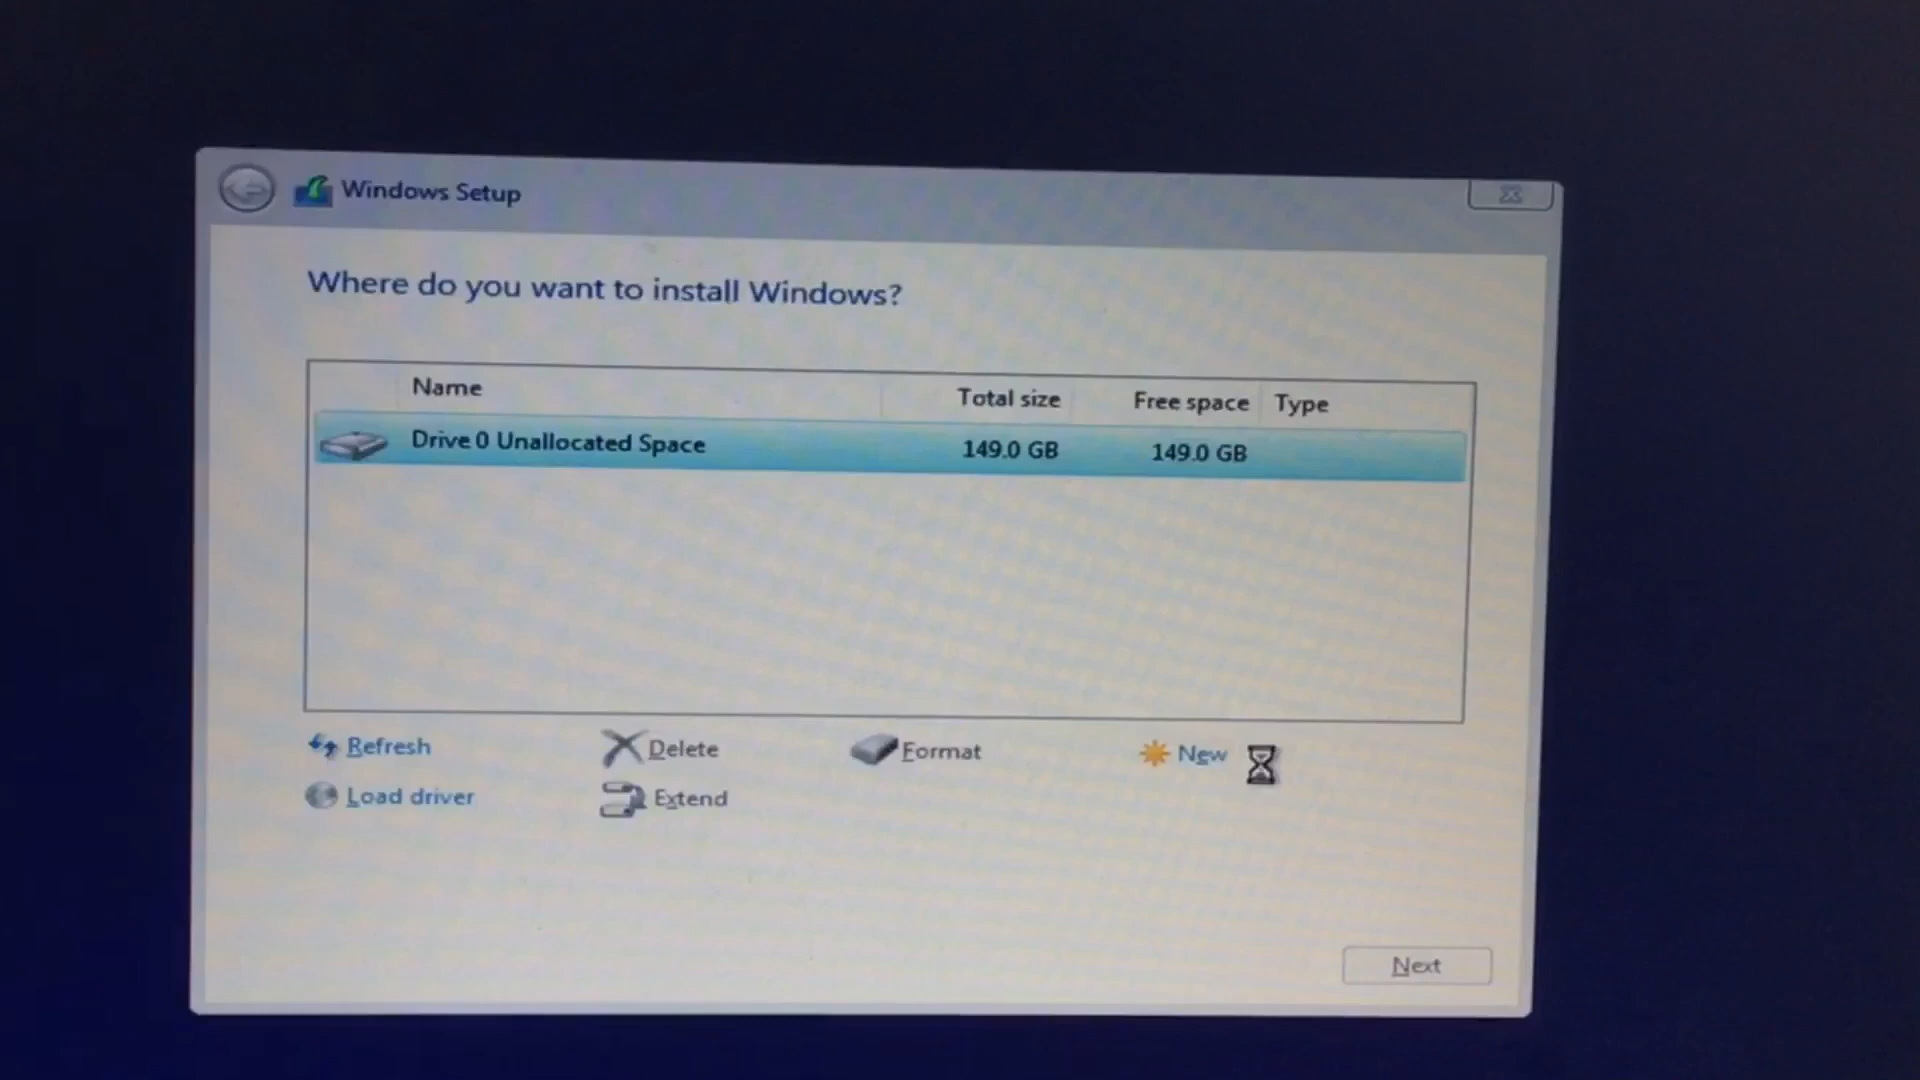 Windows Setup
Where do you want to install Windows?
Name Total size Free space Type
Drive 0 Unallocated Space 149.0 GB 149.0 GB
Refresh Delete Format New
Load driver Extend
Next